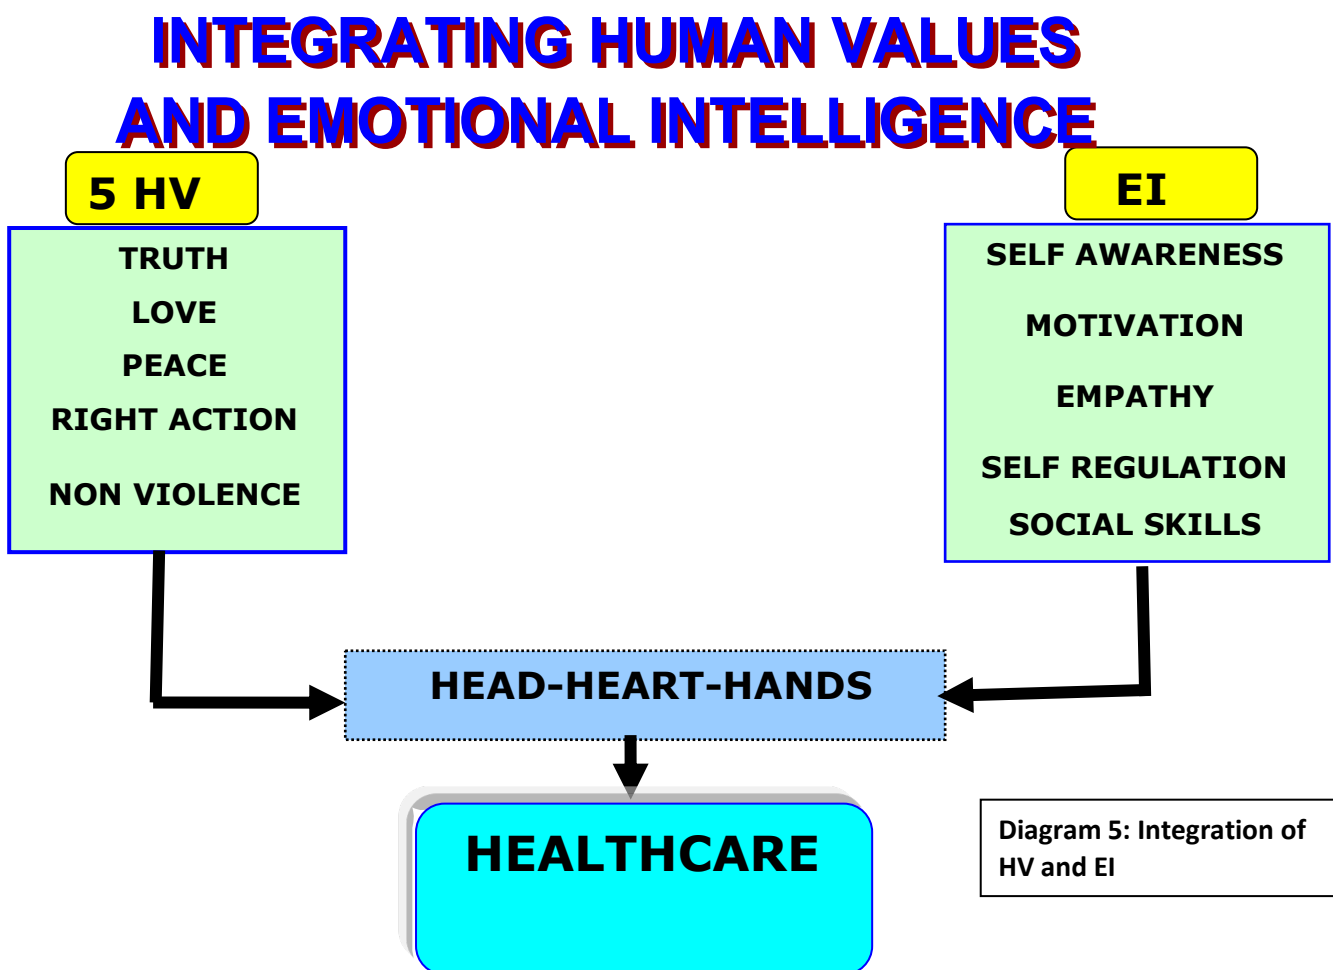 INTEGRATING HUMAN VALUES
AND EMOTIONAL INTELLIGENCE
5 HV
TRUTH
LOVE
PEACE
RIGHT ACTION
NON VIOLENCE
EI
SELF AWARENESS
MOTIVATION
EMPATHY
SELF REGULATION
SOCIAL SKILLS
HEAD-HEART-HANDS
HEALTHCARE
Diagram 5: Integration of
HV and EI